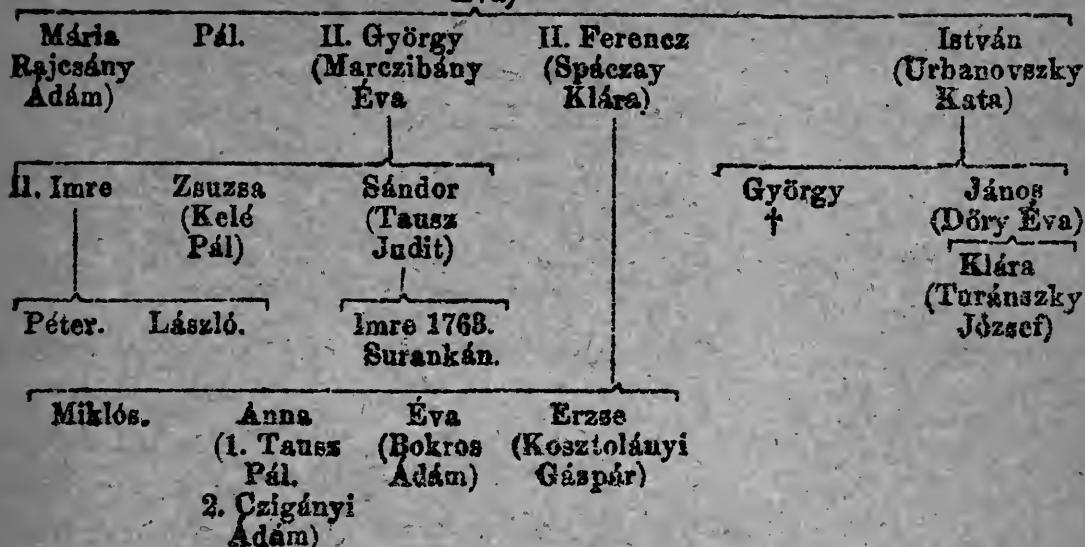 Mária Pál. II. György II. Ferencz István
Rajcsány (Marczibány (Spáczay (Urbanovszky
Ádám) Éva Klára) Kata)
II. Imre Zsuzsa Sándor György János
(Kelé (Tausz † (Dőry Éva)
Pál) Judit) Klára
(Turánszky
Péter. László. Imre 1768. József)
Surankán.
Miklós. Anna Éva Erzse
(1. Tausz (Bokros (Kosztolányi
Pál. Ádám) Gáspár)
2. Czigányi
Ádám)